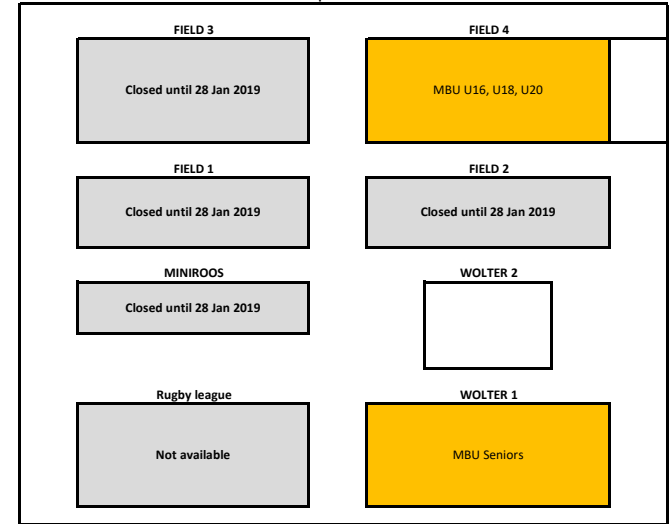 FIELD 3
FIELD 4
Closed until 28 Jan 2019
MBU U16, U18, U20
FIELD 1
FIELD 2
Closed until 28 Jan 2019
Closed until 28 Jan 2019
MINIROOS
WOLTER 2
Closed until 28 Jan 2019
Rugby league
WOLTER 1
Not available
MBU Seniors